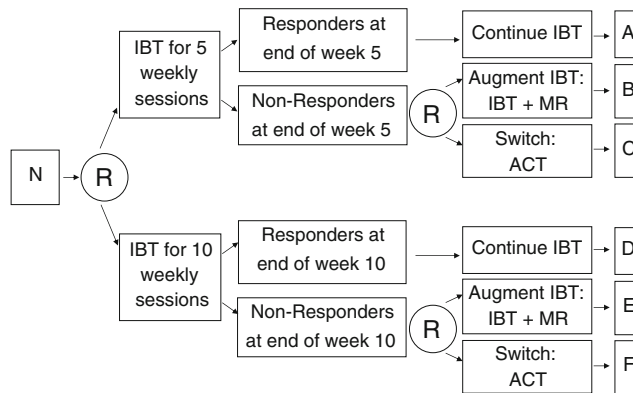 N
R
IBT for 5
weekly
sessions
Responders at
end of week 5
Non-Responders
at end of week 5
R
Continue IBT
A
Augment IBT:
IBT + MR
B
Switch:
ACT
C
IBT for 10
weekly
sessions
Responders at
end of week 10
Non-Responders
at end of week 10
R
Continue IBT
D
Augment IBT:
IBT + MR
E
Switch:
ACT
F